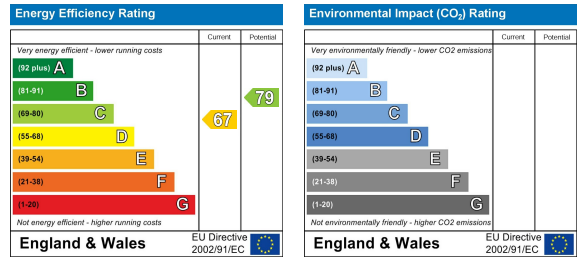 Energy Efficiency Rating
Current Potential
Very energy efficient - lower running costs
(92 plus) A
(81-91) B
(69-80) C
(55-68) D
(39-54) E
(21-38) F
(1-20) G
67
79
Not energy efficient - higher running costs
England & Wales
EU Directive
2002/91/EC
Environmental Impact (CO₂) Rating
Current Potential
Very environmentally friendly - lower CO2 emissions
(92 plus) A
(81-91) B
(69-80) C
(55-68) D
(39-54) E
(21-38) F
(1-20) G
Not environmentally friendly - higher CO2 emissions
England & Wales
EU Directive
2002/91/EC